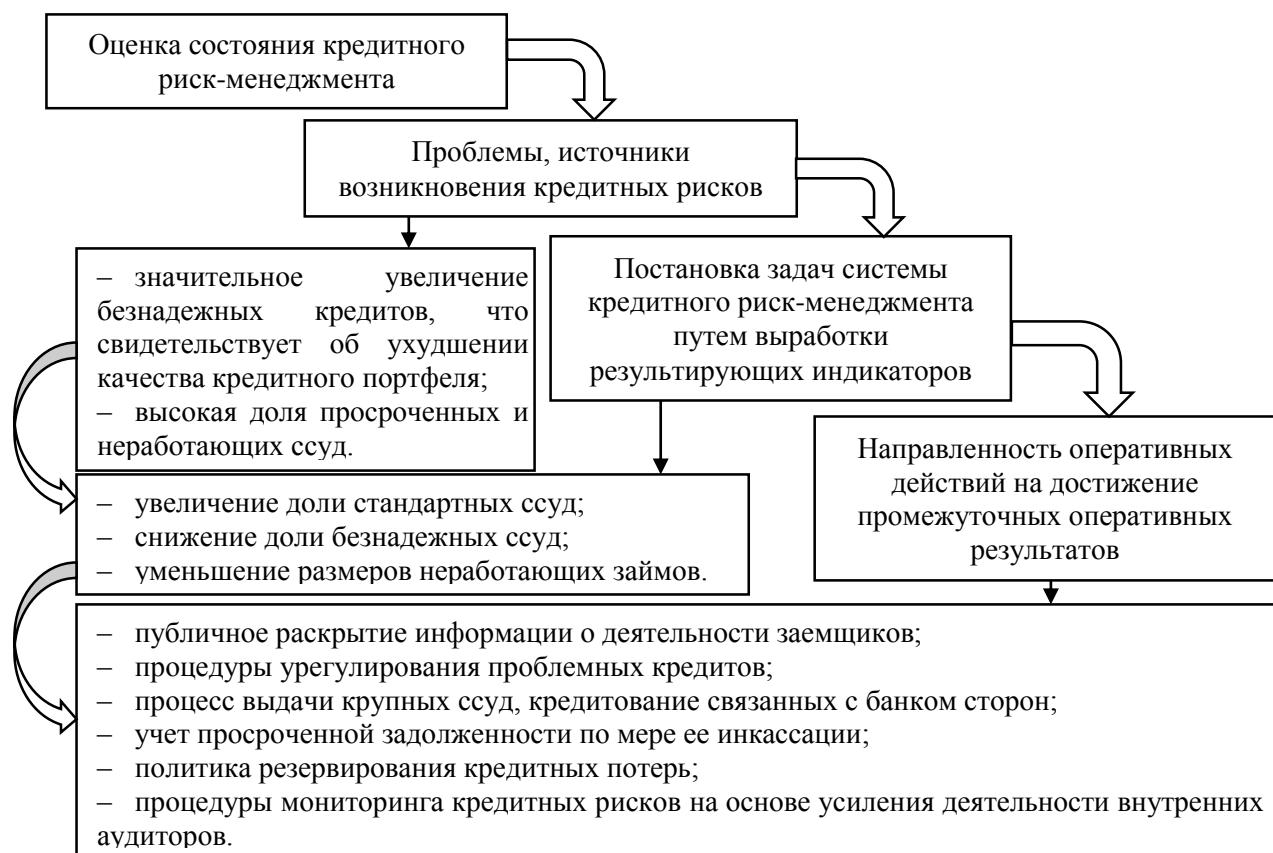 Оценка состояния кредитного
риск-менеджмента
Проблемы, источники
возникновения кредитных рисков
– значительное увеличение
безнадежных кредитов, что
свидетельствует об ухудшении
качества кредитного портфеля;
– высокая доля просроченных и
неработающих ссуд.
Постановка задач системы
кредитного риск-менеджмента
путем выработки
результирующих индикаторов
– увеличение доли стандартных ссуд;
– снижение доли безнадежных ссуд;
– уменьшение размеров неработающих займов.
Направленность оперативных
действий на достижение
промежуточных оперативных
результатов
– публичное раскрытие информации о деятельности заемщиков;
– процедуры урегулирования проблемных кредитов;
– процесс выдачи крупных ссуд, кредитование связанных с банком сторон;
– учет просроченной задолженности по мере ее инкассации;
– политика резервирования кредитных потерь;
– процедуры мониторинга кредитных рисков на основе усиления деятельности внутренних
аудиторов.